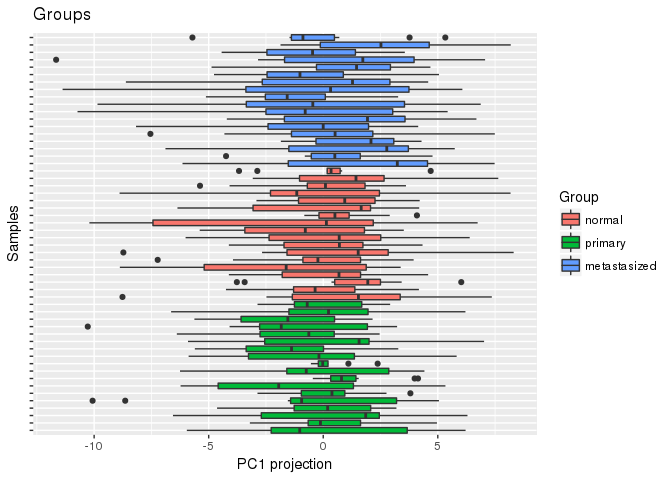 Groups
Samples
Group
normal
primary
metastasized
-10 -5 0 5
PC1 projection